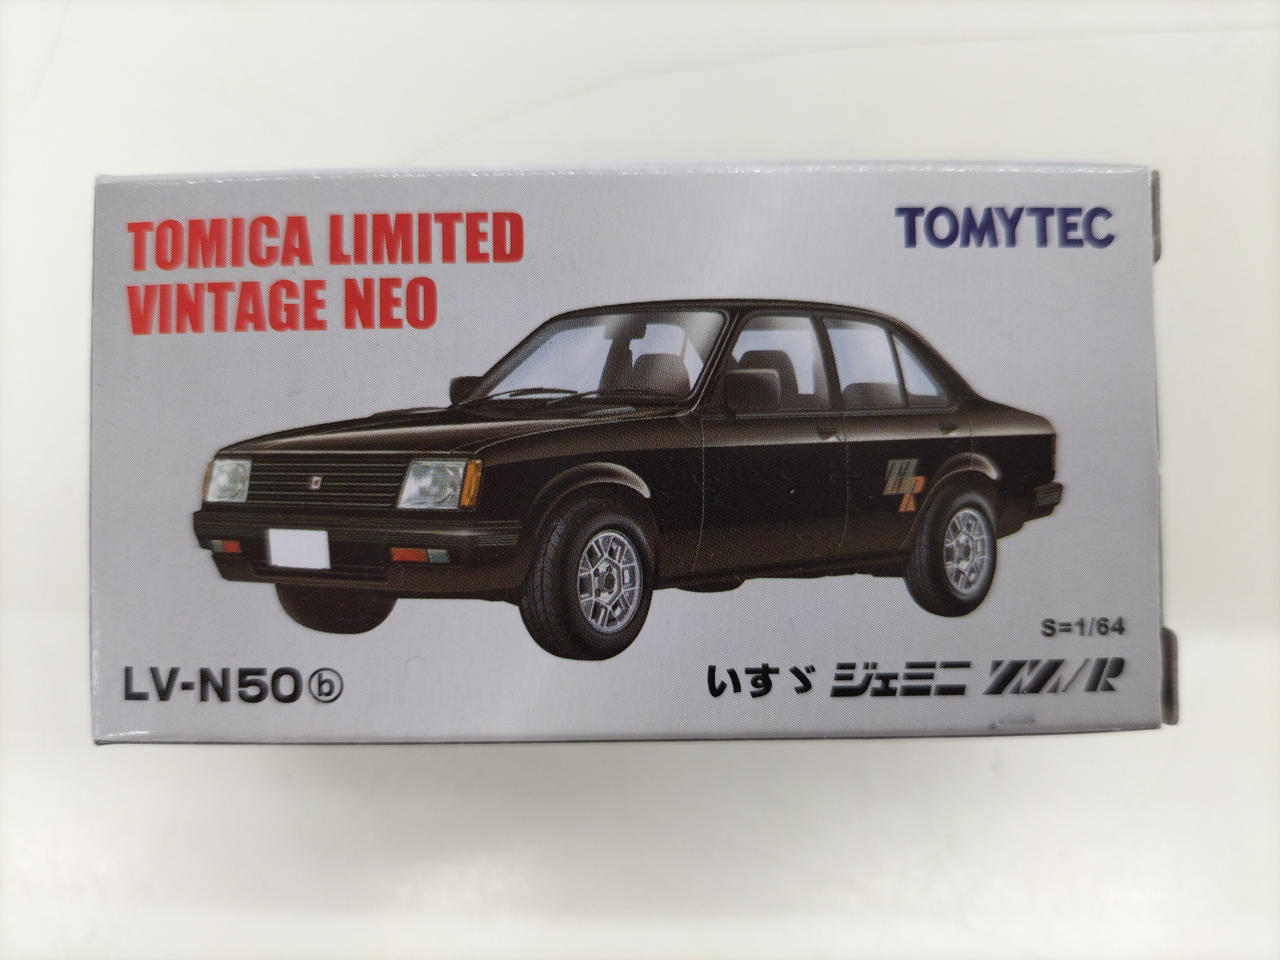 TOMICA LIMITED
VINTAGE NEO
TOMYTEC
S=1/64
LV-N50ⓑ
いすゞ ジェミニ ZZ/R